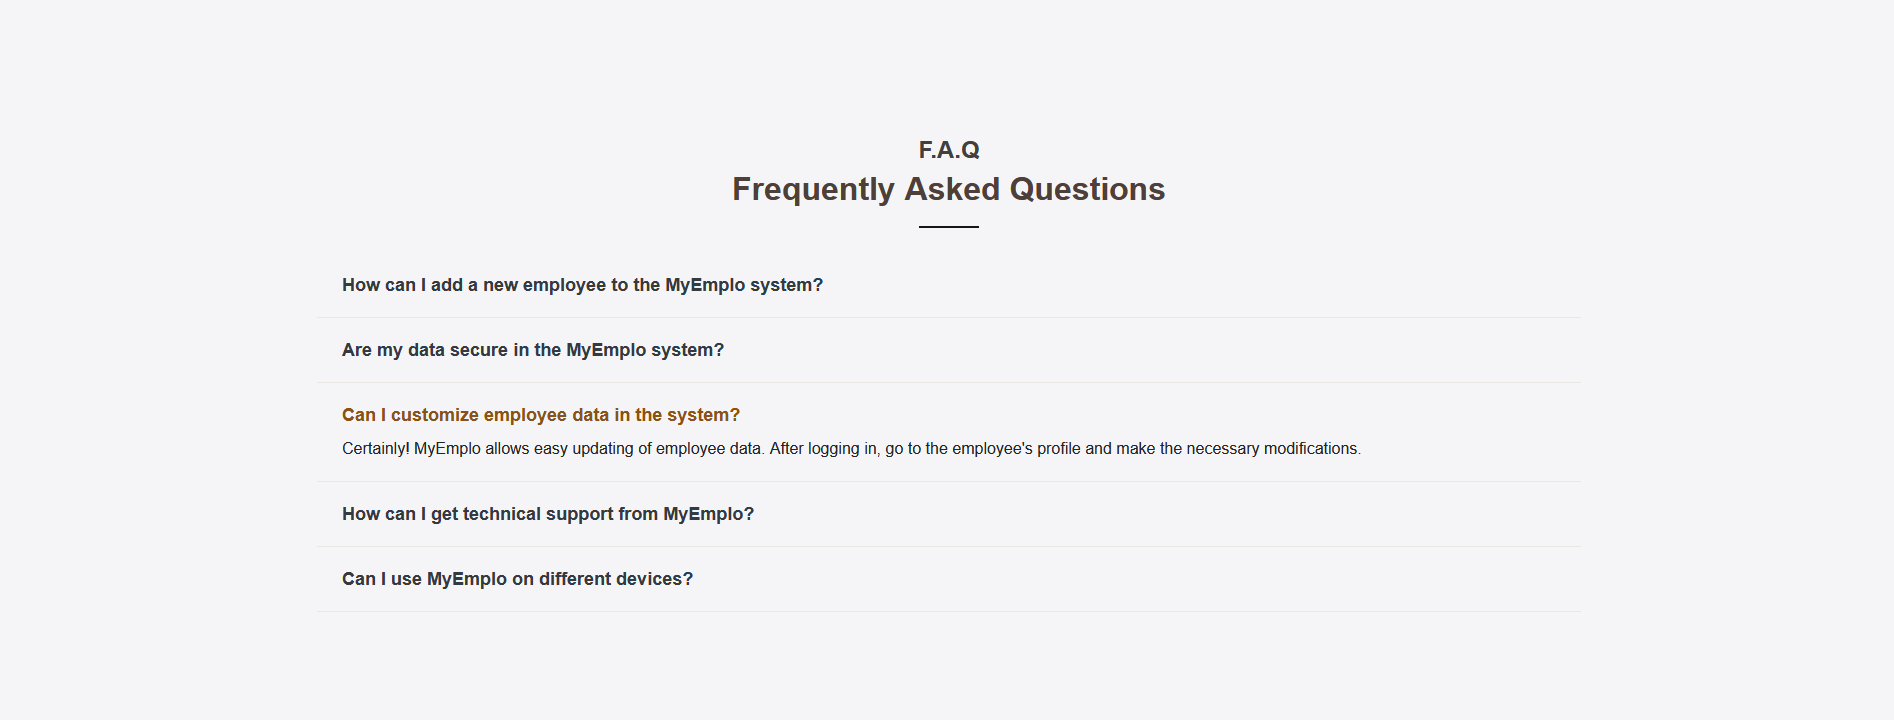 F.A.Q
Frequently Asked Questions
How can I add a new employee to the MyEmplo system?
Are my data secure in the MyEmplo system?
Can I customize employee data in the system?
Certainly! MyEmplo allows easy updating of employee data. After logging in, go to the employee's profile and make the necessary modifications.
How can I get technical support from MyEmplo?
Can I use MyEmplo on different devices?